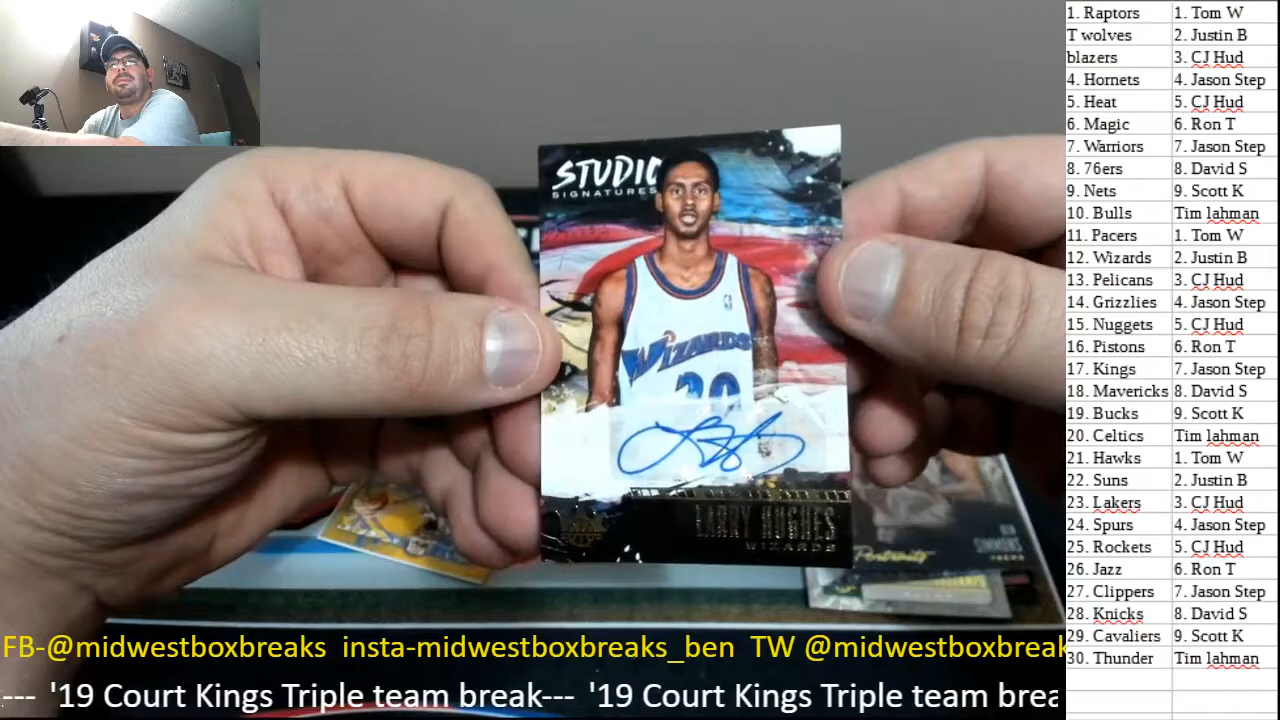 STUDIO
SIGNATURES
WIZARDS
20
LARRY HUGHES
WIZARDS
Portraits
BEN
SIMMONS
FB-@midwestboxbreaks insta-midwestboxbreaks_ben TW @midwestboxbreak
--- '19 Court Kings Triple team break--- '19 Court Kings Triple team brea
1. Raptors 1. Tom W
T wolves 2. Justin B
blazers 3. CJ Hud
4. Hornets 4. Jason Step
5. Heat 5. CJ Hud
6. Magic 6. Ron T
7. Warriors 7. Jason Step
8. 76ers 8. David S
9. Nets 9. Scott K
10. Bulls Tim lahman
11. Pacers 1. Tom W
12. Wizards 2. Justin B
13. Pelicans 3. CJ Hud
14. Grizzlies 4. Jason Step
15. Nuggets 5. CJ Hud
16. Pistons 6. Ron T
17. Kings 7. Jason Step
18. Mavericks 8. David S
19. Bucks 9. Scott K
20. Celtics Tim lahman
21. Hawks 1. Tom W
22. Suns 2. Justin B
23. Lakers 3. CJ Hud
24. Spurs 4. Jason Step
25. Rockets 5. CJ Hud
26. Jazz 6. Ron T
27. Clippers 7. Jason Step
28. Knicks 8. David S
29. Cavaliers 9. Scott K
30. Thunder Tim lahman